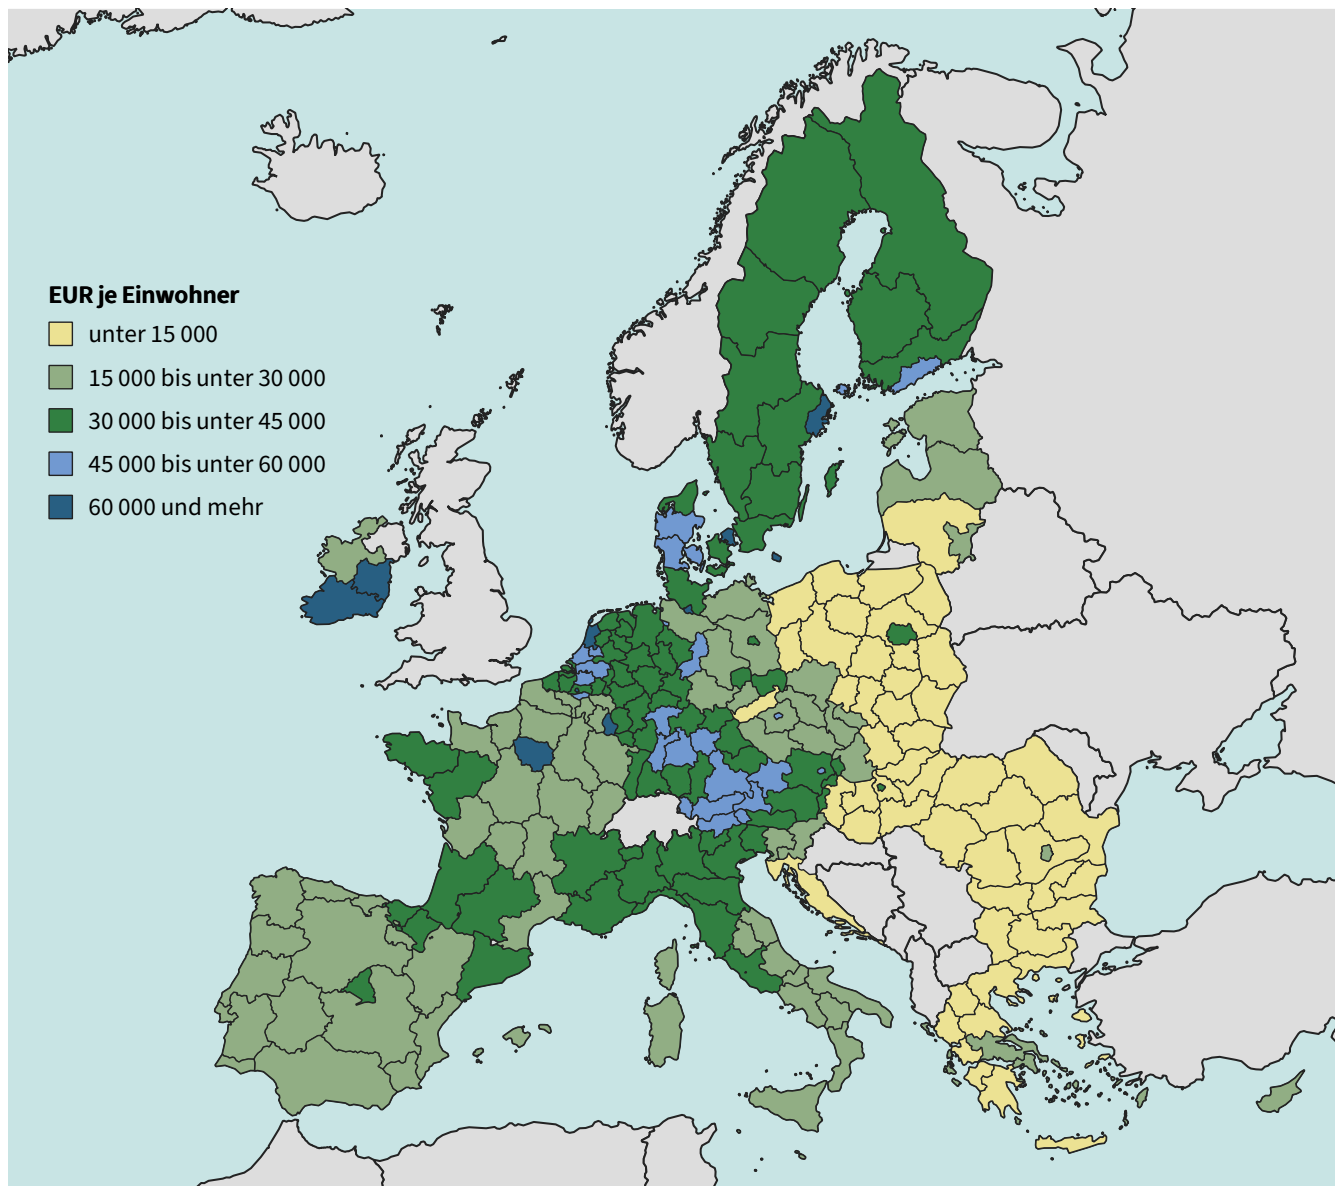 EUR je Einwohner
unter 15 000
15 000 bis unter 30 000
30 000 bis unter 45 000
45 000 bis unter 60 000
60 000 und mehr